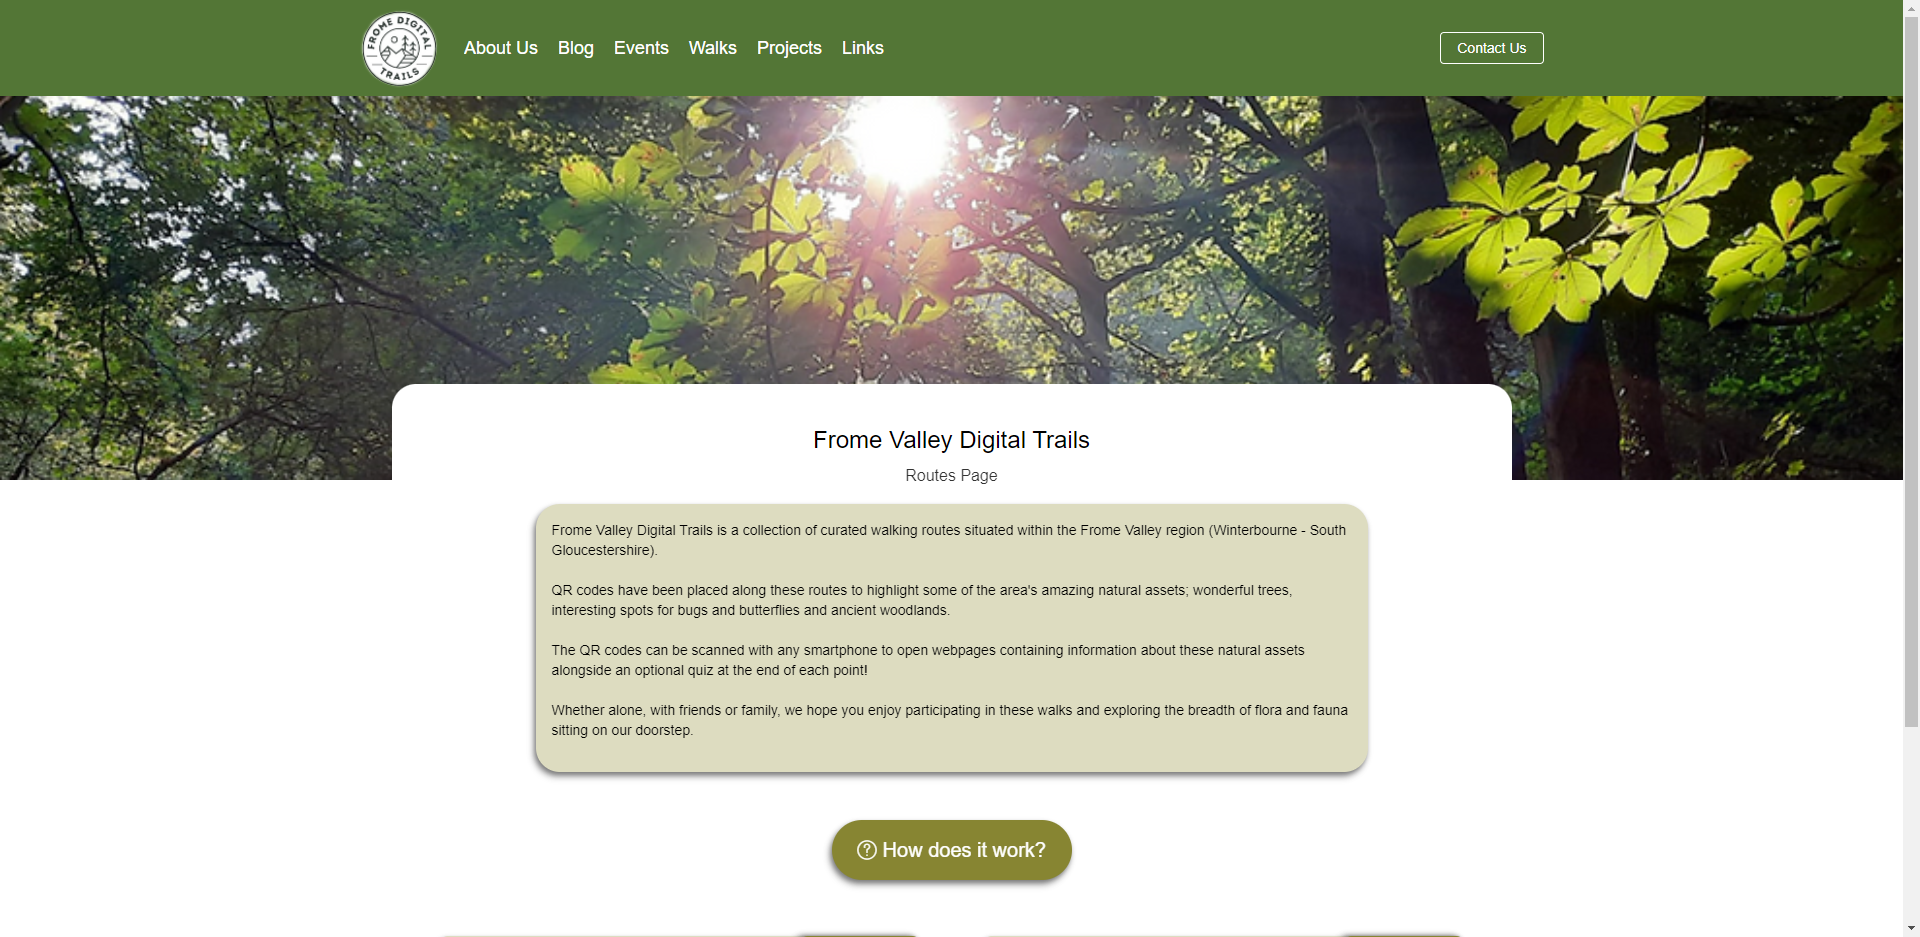 FROME DIGITAL TRAILS
About Us
Blog
Events
Walks
Projects
Links
Contact Us
Frome Valley Digital Trails
Routes Page
Frome Valley Digital Trails is a collection of curated walking routes situated within the Frome Valley region (Winterbourne - South
Gloucestershire).
QR codes have been placed along these routes to highlight some of the area's amazing natural assets; wonderful trees,
interesting spots for bugs and butterflies and ancient woodlands.
The QR codes can be scanned with any smartphone to open webpages containing information about these natural assets
alongside an optional quiz at the end of each point!
Whether alone, with friends or family, we hope you enjoy participating in these walks and exploring the breadth of flora and fauna
sitting on our doorstep.
How does it work?